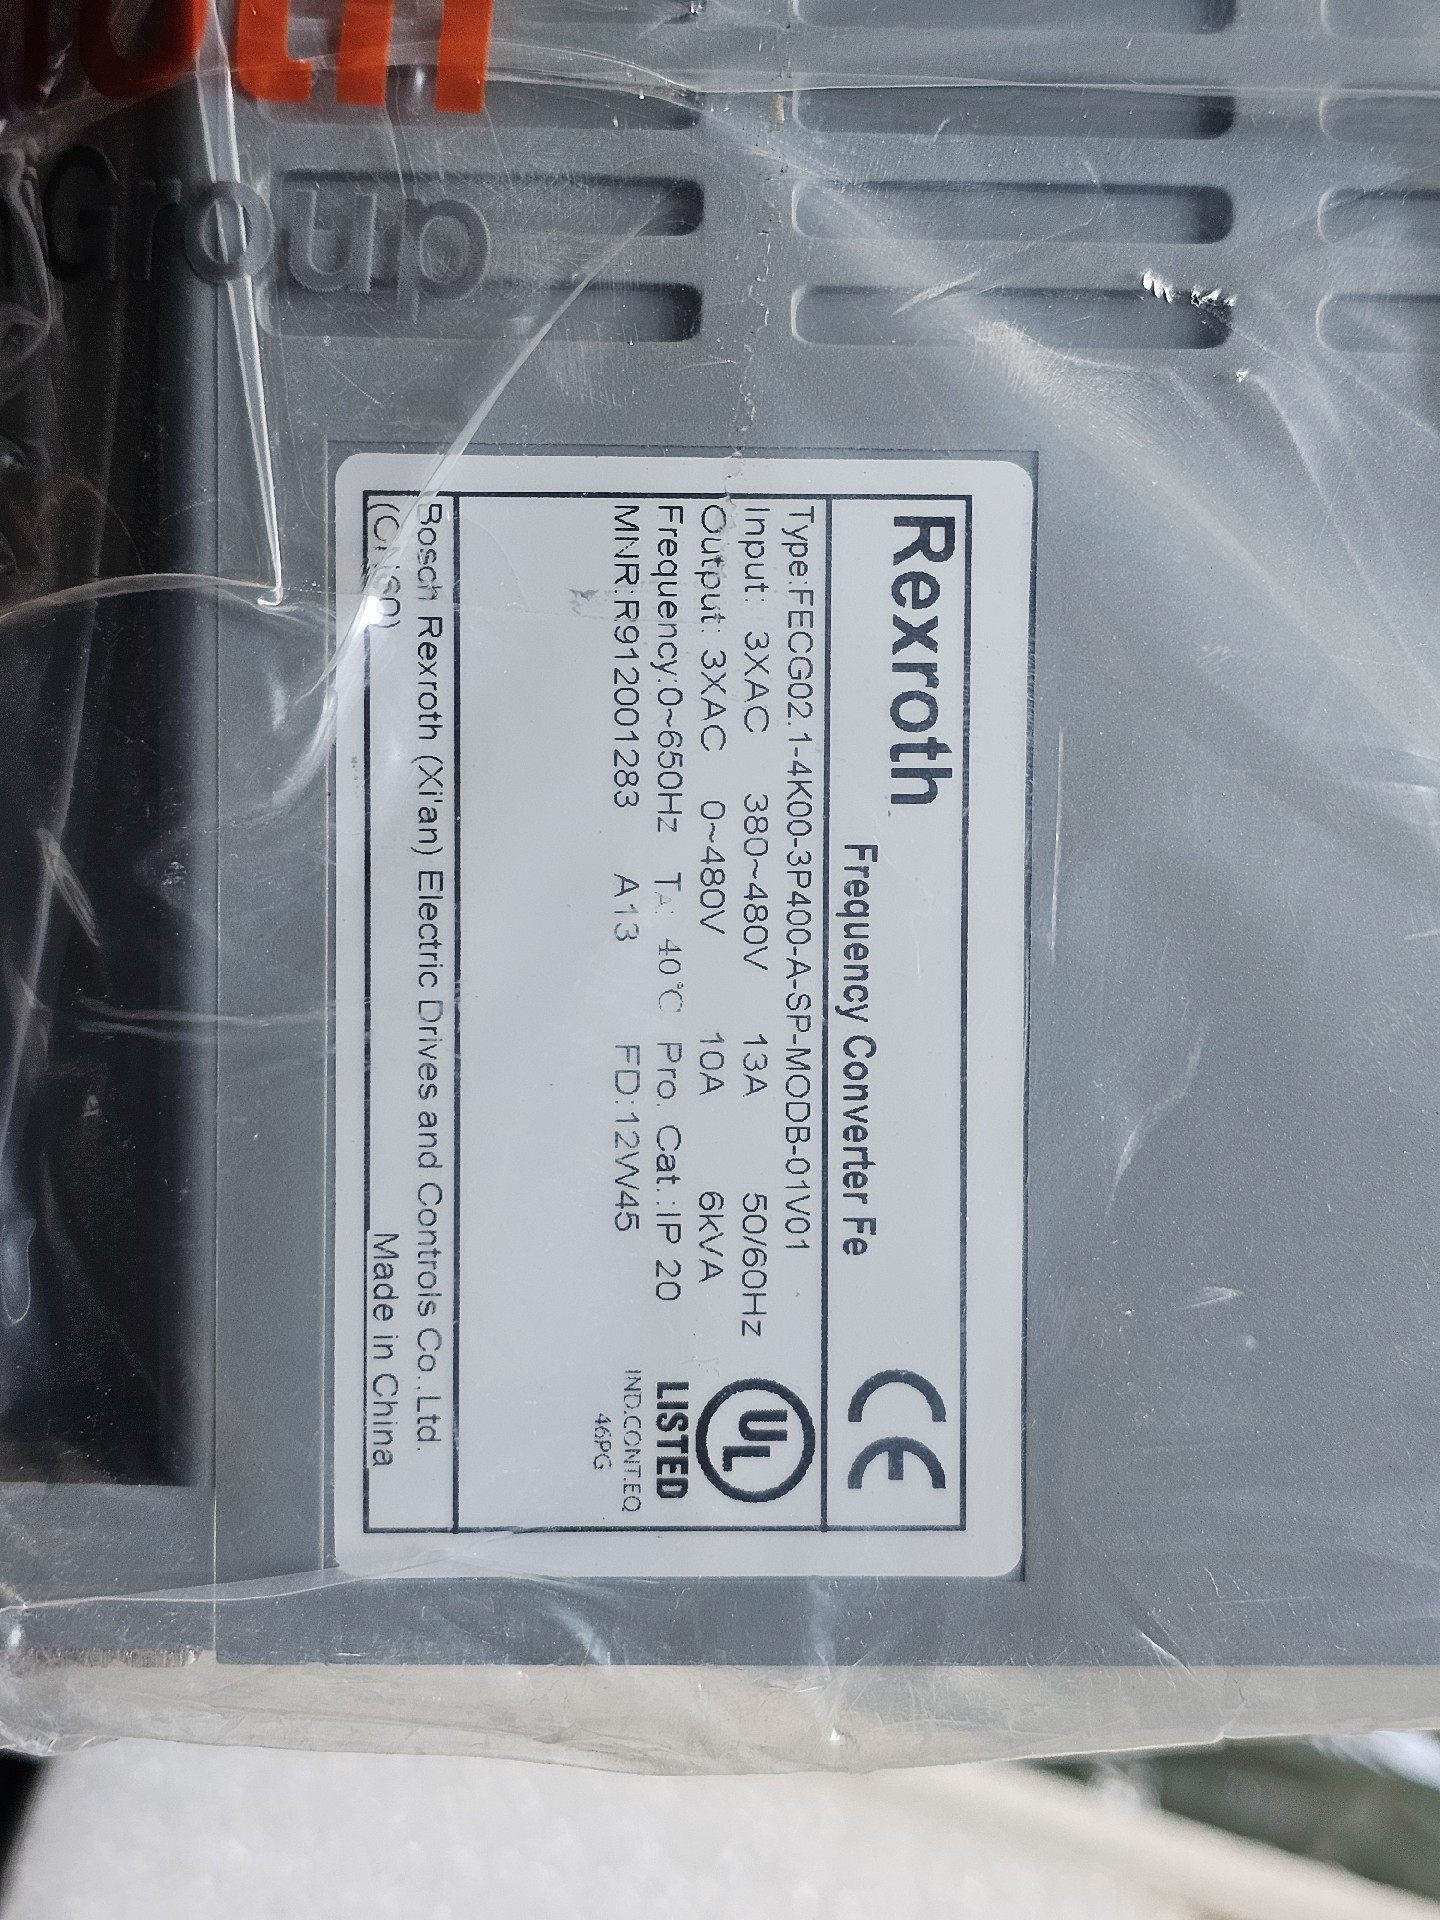 Group
Rexroth
Frequency Converter Fe
CE
Type:FECG02.1-4K00-3P400-A-SP-MODB-01V01
Input: 3XAC 380~480V 13A 50/60Hz
Output: 3XAC 0~480V 10A 6kVA
Frequency:0~650Hz TA: 40℃ Pro. Cat.:IP 20
MNR:R912001283 A13 FD:12W45
UL
LISTED
IND.CONT.EQ
46PG
Bosch Rexroth (Xi'an) Electric Drives and Controls Co., Ltd.
Made in China